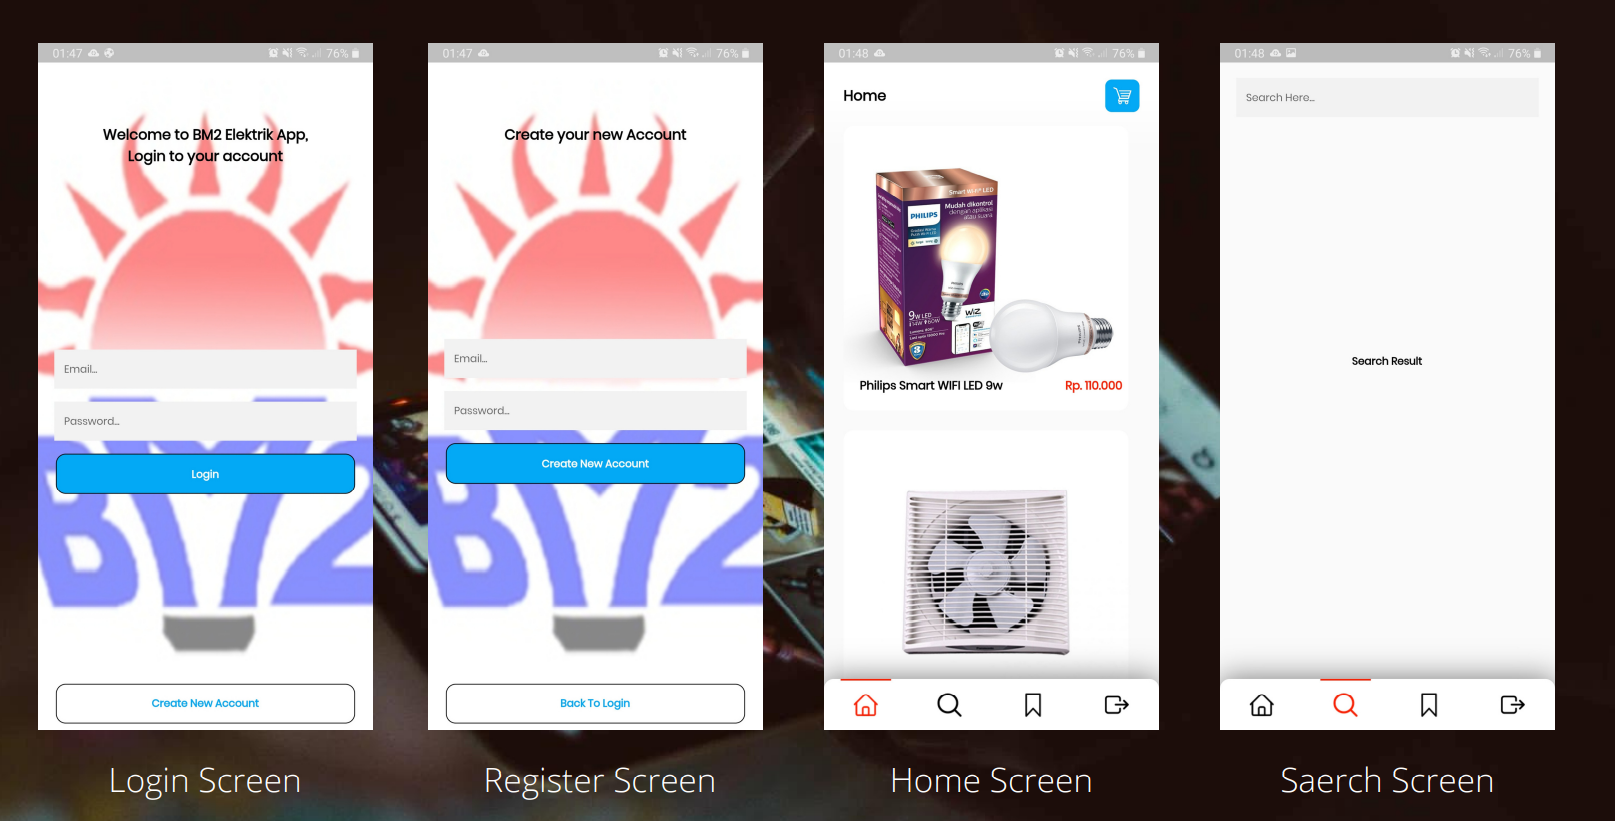 01:47
76%
Welcome to BM2 Elektrik App,
Login to your account
Email...
Password...
BM2
Login
Create New Account
Login Screen
01:47
76%
Create your new Account
Email...
Password...
BM2
Create New Account
Back To Login
Register Screen
01:48
76%
Home
Smart Wi-Fi LED
Mudah dikontrol
dengan aplikasi
atau suara
PHILIPS
9W LED
WiZ
3
Philips Smart WIFI LED 9w
Rp. 110.000
Home Screen
01:48
76%
Search Here...
Search Result
Saerch Screen